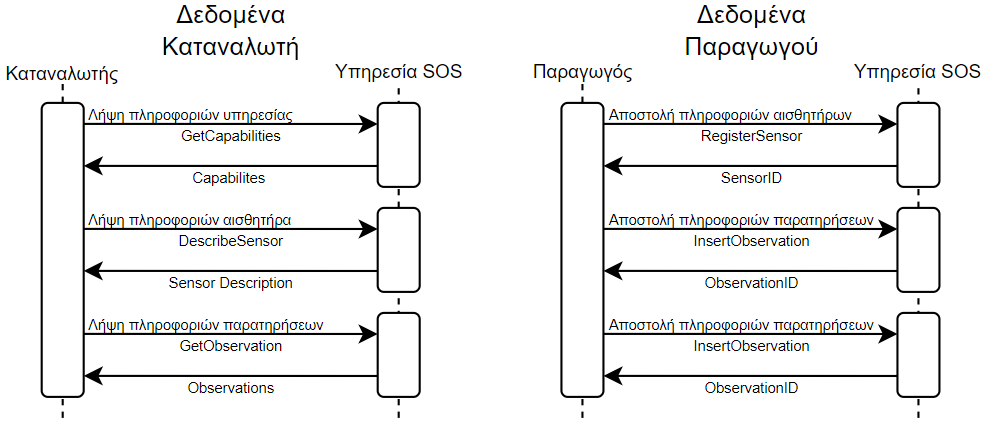 Δεδομένα
Καταναλωτή
Καταναλωτής
Υπηρεσία SOS
Λήψη πληροφοριών υπηρεσίας
GetCapabilities
Capabilites
Λήψη πληροφοριών αισθητήρα
DescribeSensor
Sensor Description
Λήψη πληροφοριών παρατηρήσεων
GetObservation
Observations
Δεδομένα
Παραγωγού
Παραγωγός
Υπηρεσία SOS
Αποστολή πληροφοριών αισθητήρων
RegisterSensor
SensorID
Αποστολή πληροφοριών παρατηρήσεων
InsertObservation
ObservationID
Αποστολή πληροφοριών παρατηρήσεων
InsertObservation
ObservationID